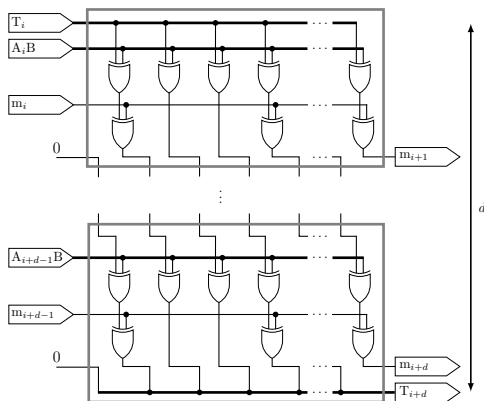 T_i
A_iB
m_i
0
m_{i+1}
d
A_{i+d−1}B
m_{i+d−1}
0
m_{i+d}
T_{i+d}